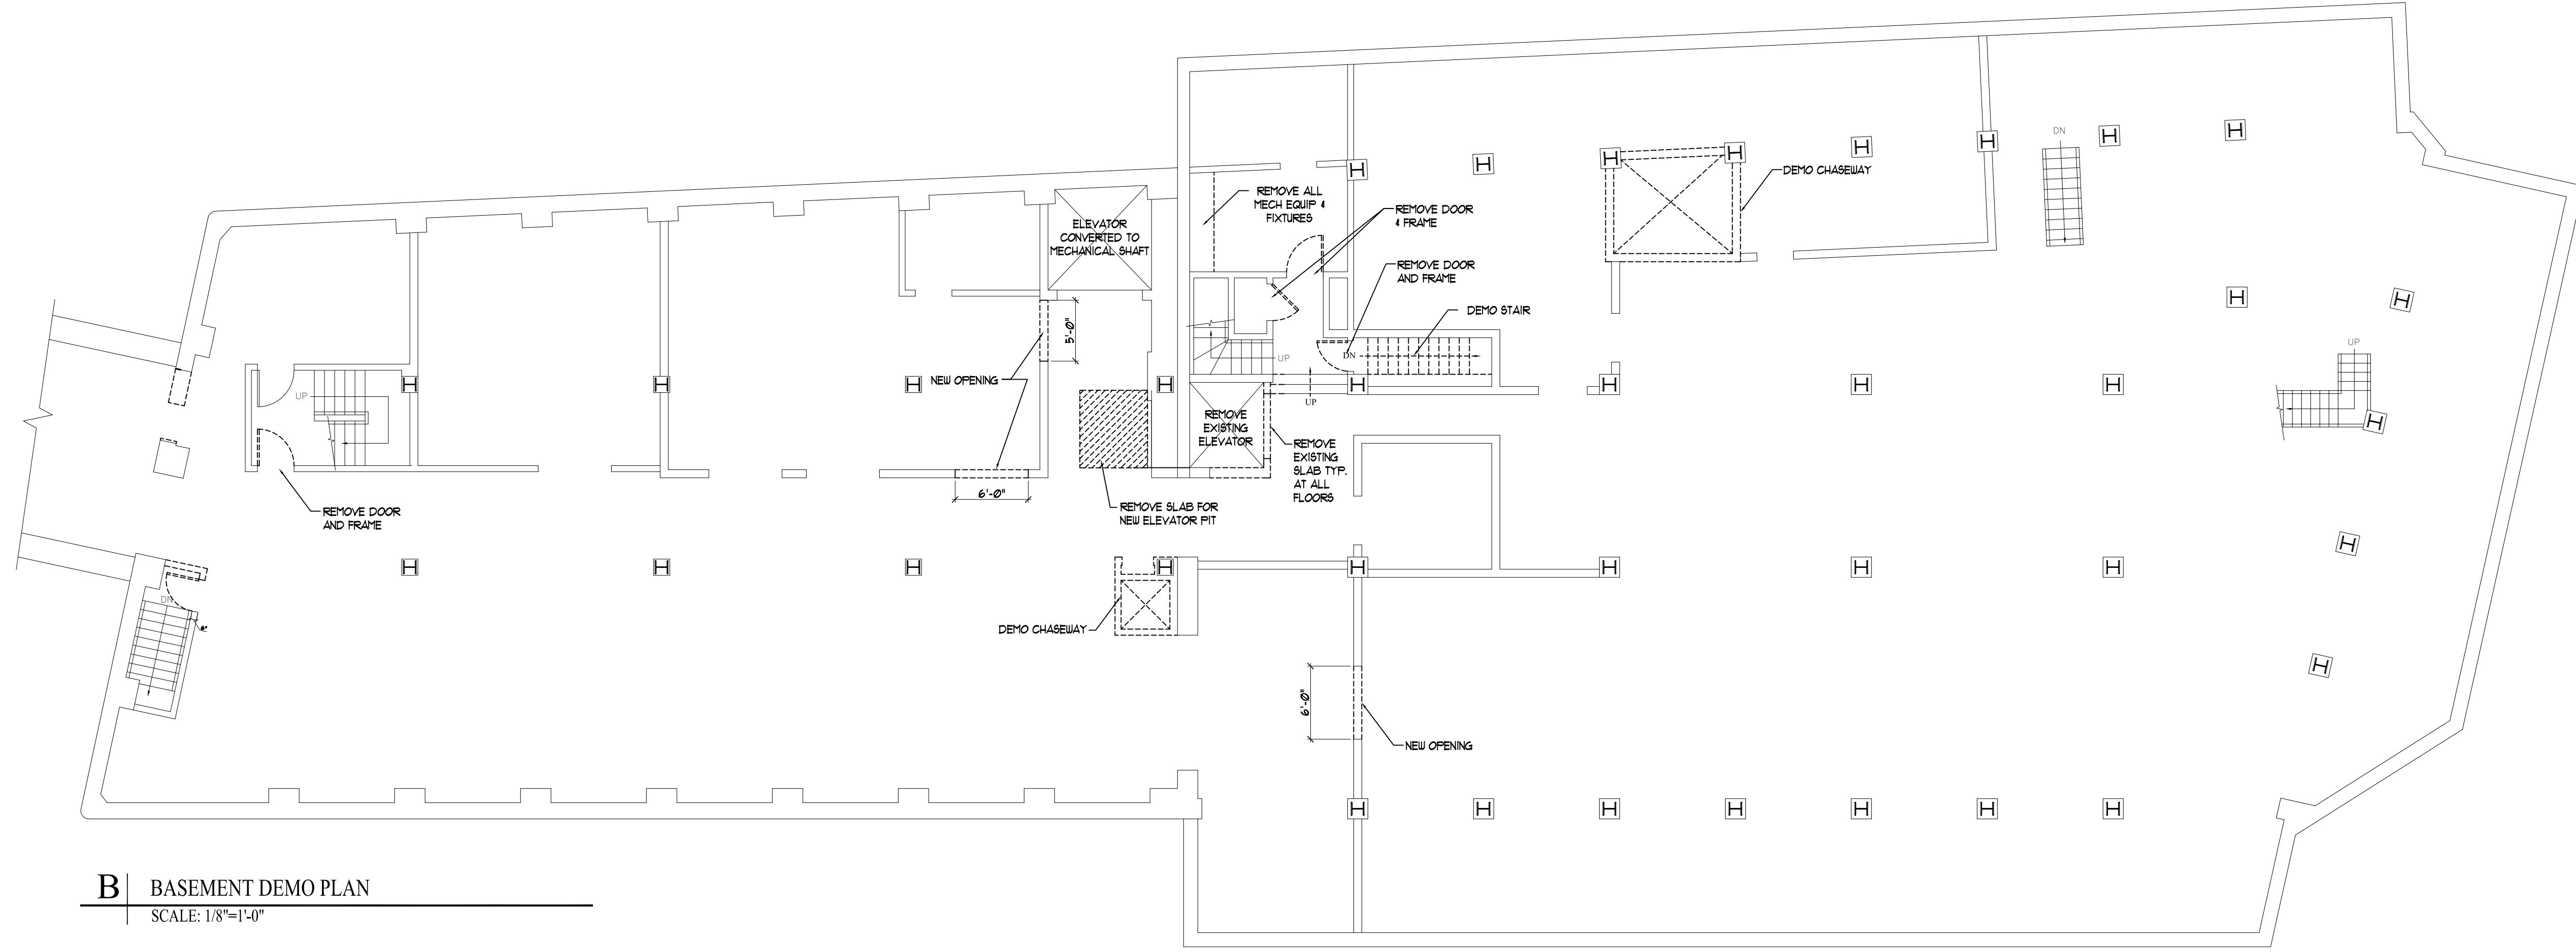 DN
DEMO CHASEWAY
REMOVE ALL
MECH EQUIP &
FIXTURES
REMOVE DOOR
& FRAME
ELEVATOR
CONVERTED TO
MECHANICAL SHAFT
REMOVE DOOR
AND FRAME
DEMO STAIR
5'-0"
UP
DN
UP
NEW OPENING
UP
UP
REMOVE
EXISTING
ELEVATOR
REMOVE
EXISTING
SLAB TYP.
AT ALL
FLOORS
6'-0"
REMOVE SLAB FOR
NEW ELEVATOR PIT
REMOVE DOOR
AND FRAME
DN
6"
DEMO CHASEWAY
6'-0"
NEW OPENING
B
BASEMENT DEMO PLAN
SCALE: 1/8"=1'-0"